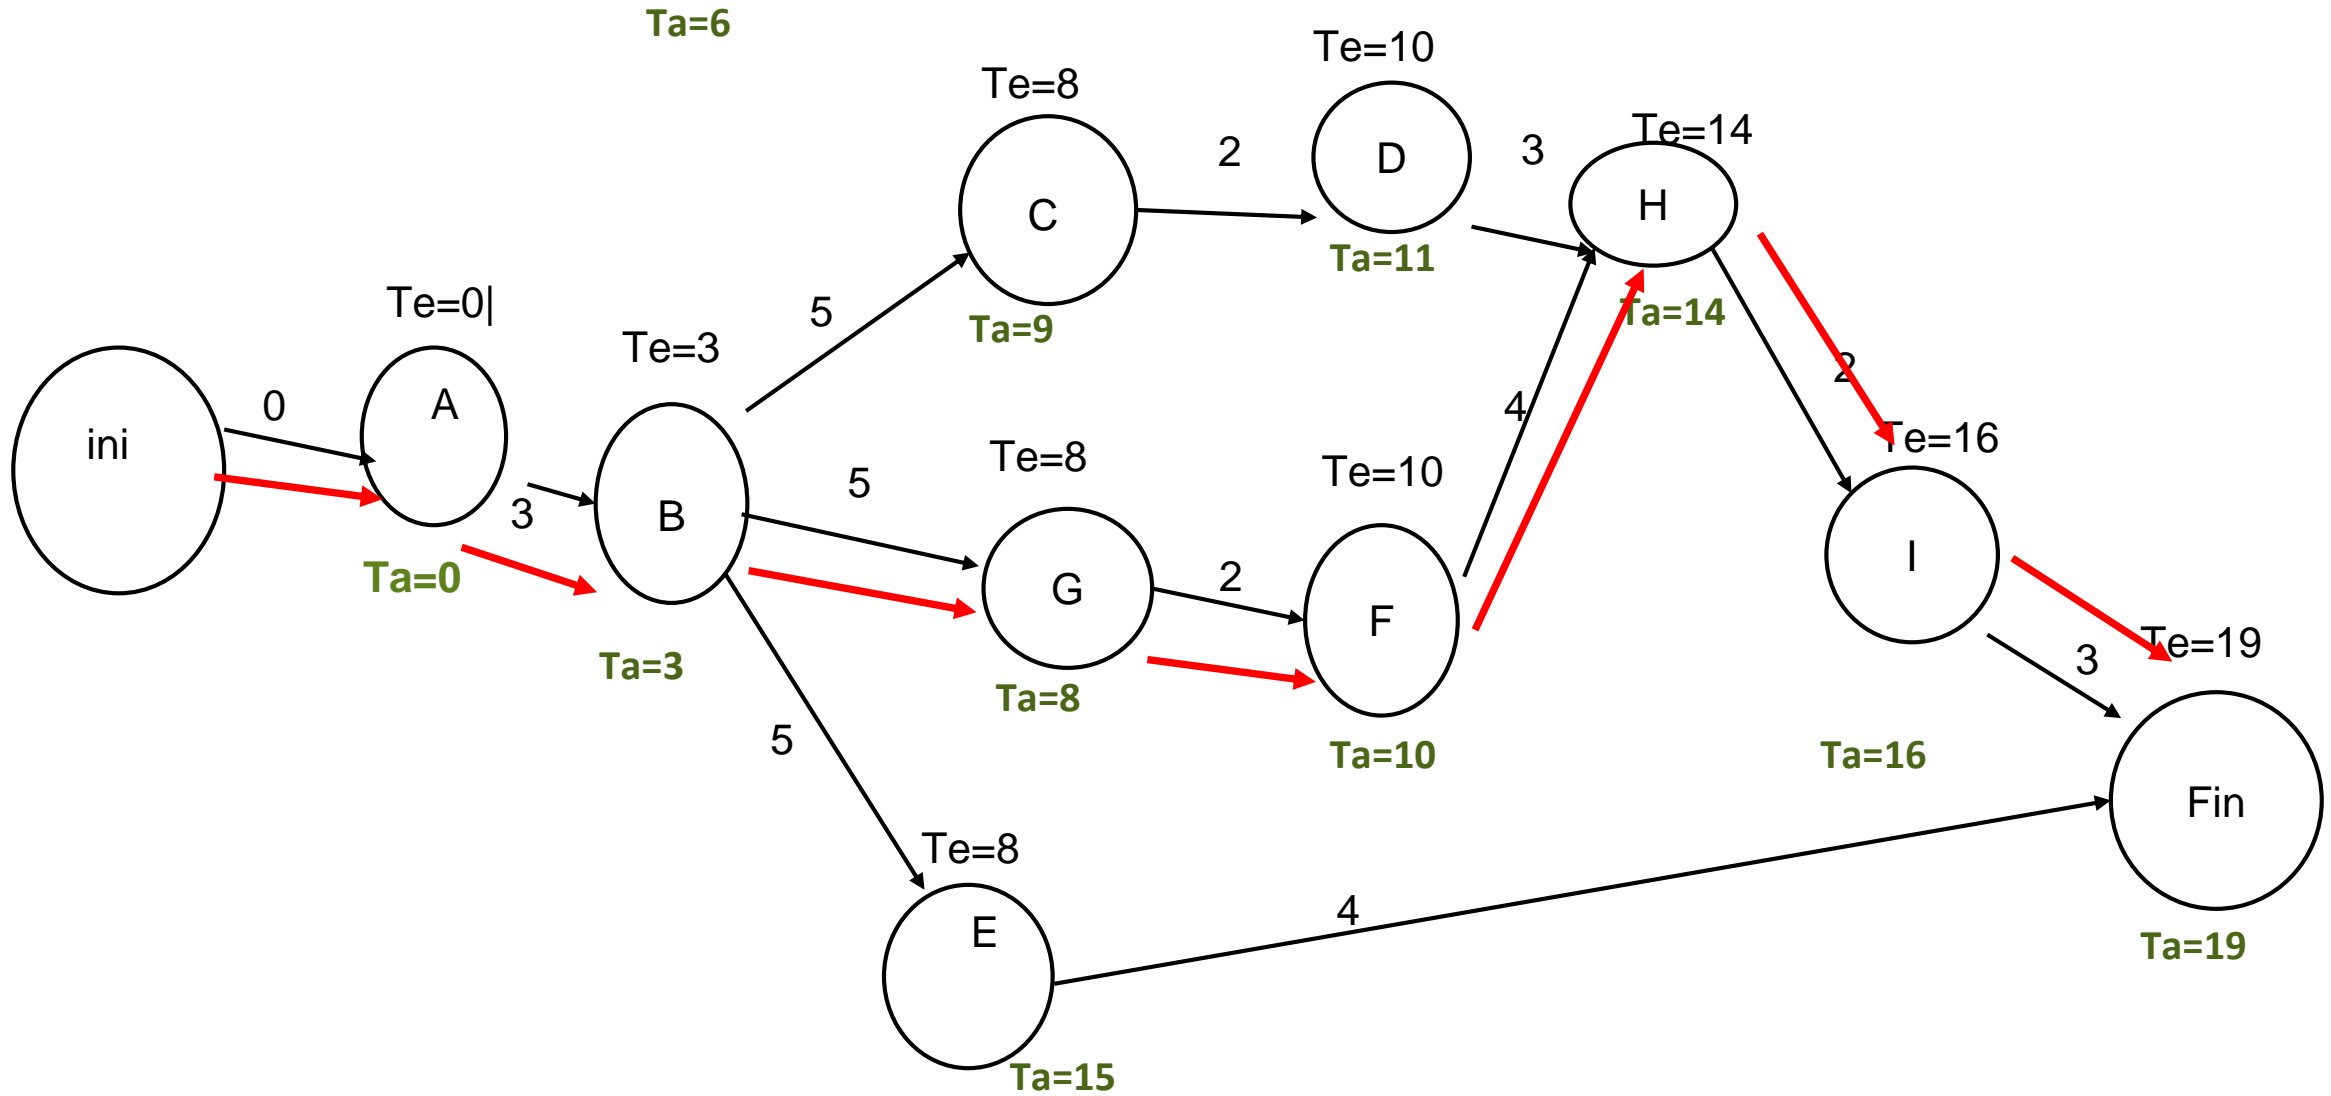 Ta=6
Te=10
Te=8
Te=14
2
3
D
H
C
Ta=11
Te=0|
5
Ta=14
Ta=9
Te=3
2
A
0
4
ini
Te=16
Te=8
Te=10
5
3
B
I
Ta=0
G
2
F
Te=19
Ta=3
3
Ta=8
5
Ta=10
Ta=16
Fin
Te=8
4
E
Ta=19
Ta=15